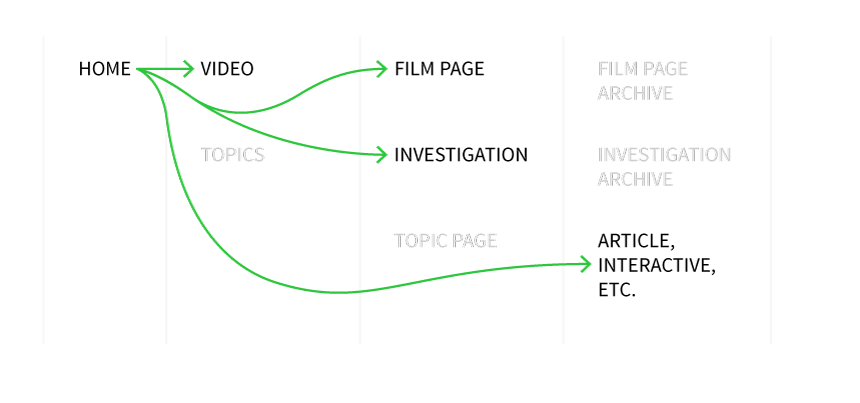 HOME
VIDEO
FILM PAGE
FILM PAGE
ARCHIVE
TOPICS
INVESTIGATION
INVESTIGATION
ARCHIVE
TOPIC PAGE
ARTICLE,
INTERACTIVE,
ETC.